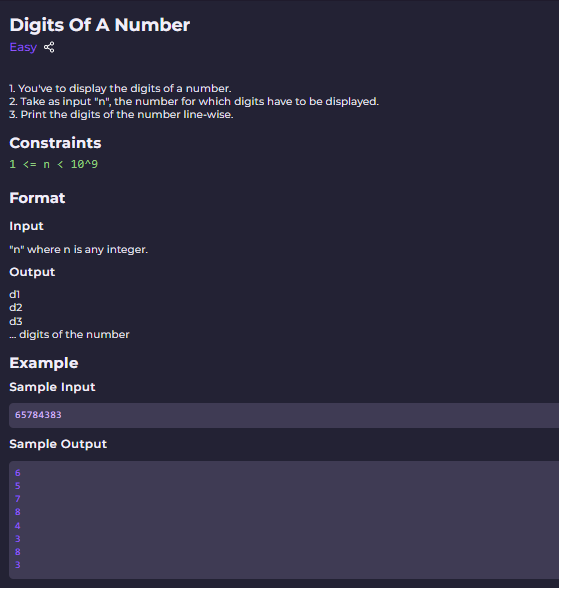 Digits Of A Number
Easy
1. You've to display the digits of a number.
2. Take as input "n", the number for which digits have to be displayed.
3. Print the digits of the number line-wise.
Constraints
1 <= n < 10^9
Format
Input
"n" where n is any integer.
Output
d1
d2
d3
... digits of the number
Example
Sample Input
65784383
Sample Output
6
5
7
8
4
3
8
3